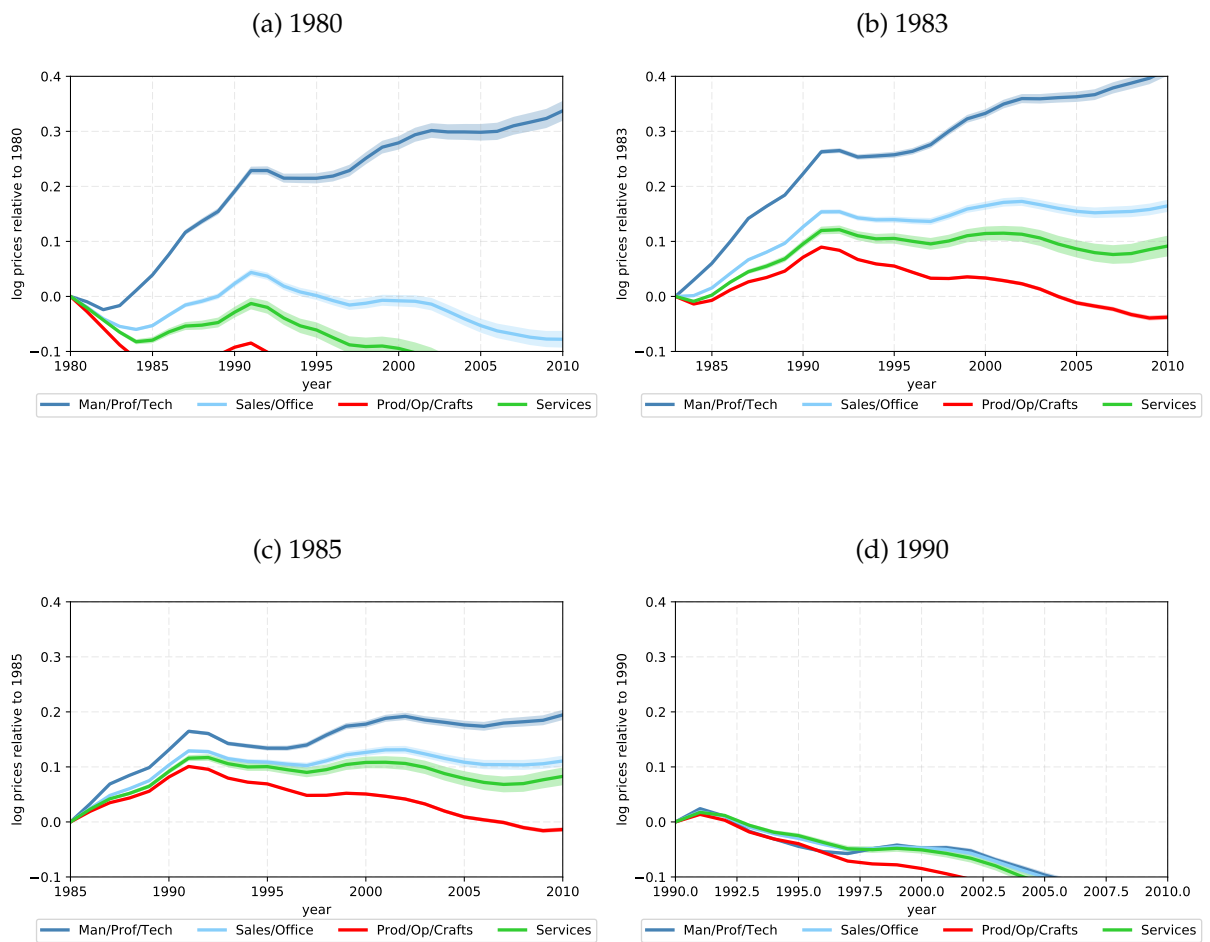 (a) 1980
0.4
0.3
0.2
0.1
0.0
−0.1
log prices relative to 1980
1980 1985 1990 1995 2000 2005 2010
year
Man/Prof/Tech Sales/Office Prod/Op/Crafts Services
(b) 1983
0.4
0.3
0.2
0.1
0.0
−0.1
log prices relative to 1983
1985 1990 1995 2000 2005 2010
year
Man/Prof/Tech Sales/Office Prod/Op/Crafts Services
(c) 1985
0.4
0.3
0.2
0.1
0.0
−0.1
log prices relative to 1985
1985 1990 1995 2000 2005 2010
year
Man/Prof/Tech Sales/Office Prod/Op/Crafts Services
(d) 1990
0.4
0.3
0.2
0.1
0.0
−0.1
log prices relative to 1990
1990.0 1992.5 1995.0 1997.5 2000.0 2002.5 2005.0 2007.5 2010.0
year
Man/Prof/Tech Sales/Office Prod/Op/Crafts Services